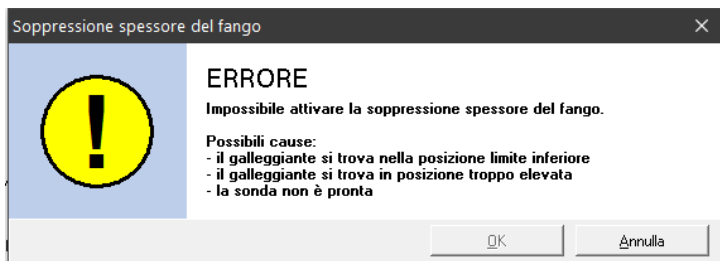 Soppressione spessore del fango
ERRORE
Impossibile attivare la soppressione spessore del fango.
Possibili cause:
- il galleggiante si trova nella posizione limite inferiore
- il galleggiante si trova in posizione troppo elevata
- la sonda non è pronta
OK
Annulla